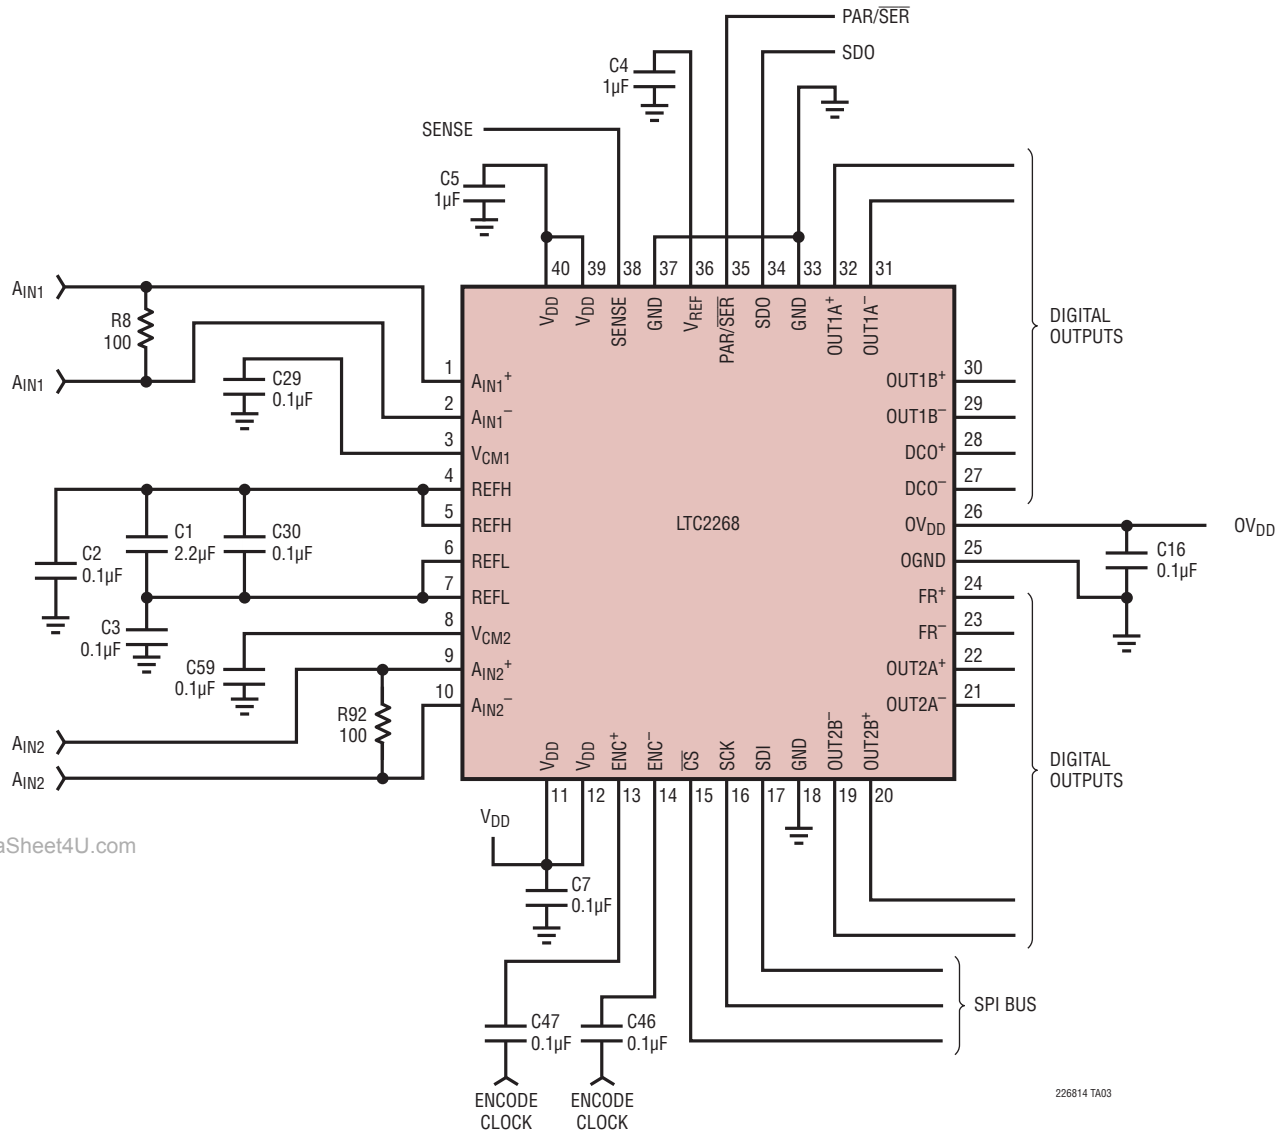 PAR/SER
SDO
C4
1µF
SENSE
C5
1µF
40
39
38
37
36
35
34
33
32
31
VDD
VDD
SENSE
GND
VREF
PAR/SER
SDO
GND
OUT1A+
OUT1A–
DIGITAL
OUTPUTS
AIN1
R8
100
AIN1
C29
0.1µF
1
AIN1+
2
AIN1–
3
VCM1
4
REFH
5
REFH
6
REFL
7
REFL
8
VCM2
9
AIN2+
10
AIN2–
LTC2268
OUT1B+
30
OUT1B–
29
DCO+
28
DCO–
27
OVDD
26
OGND
25
FR+
24
FR–
23
OUT2A+
22
OUT2A–
21
OVDD
C16
0.1µF
C1
2.2µF
C30
0.1µF
C2
0.1µF
C3
0.1µF
C59
0.1µF
R92
100
AIN2
AIN2
VDD
VDD
ENC+
ENC–
CS
SCK
SDI
GND
OUT2B–
OUT2B+
11
12
13
14
15
16
17
18
19
20
DIGITAL
OUTPUTS
VDD
aSheet4U.com
C7
0.1µF
C47
0.1µF
C46
0.1µF
SPI BUS
ENCODE
CLOCK
ENCODE
CLOCK
226814 TA03